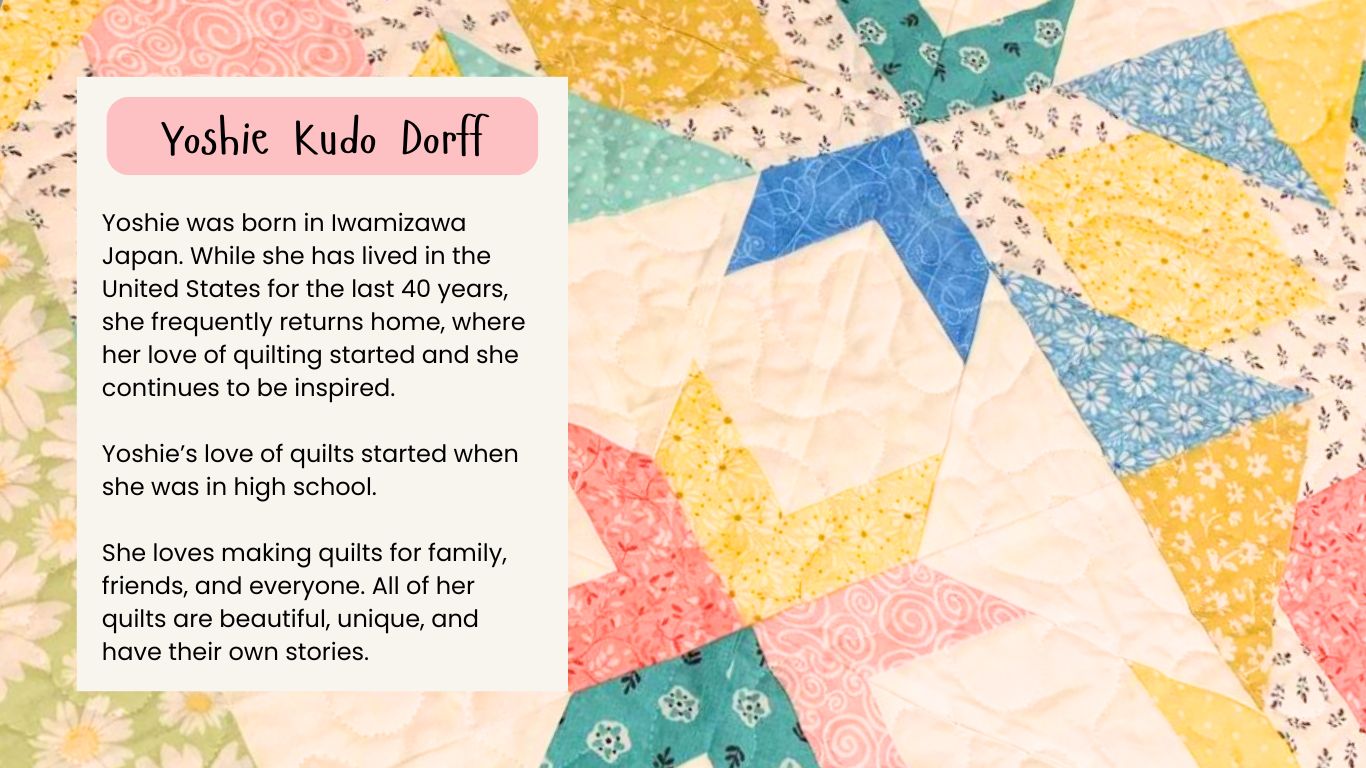 Yoshie Kudo Dorff
Yoshie was born in Iwamizawa
Japan. While she has lived in the
United States for the last 40 years,
she frequently returns home, where
her love of quilting started and she
continues to be inspired.
Yoshie’s love of quilts started when
she was in high school.
She loves making quilts for family,
friends, and everyone. All of her
quilts are beautiful, unique, and
have their own stories.